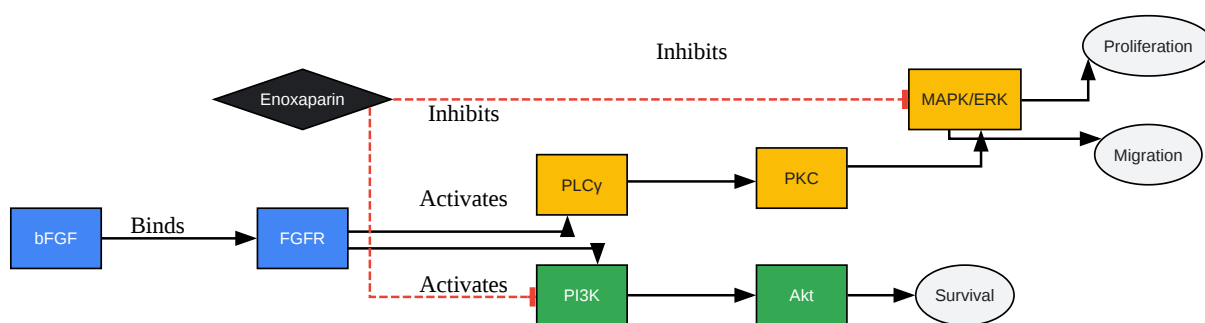 Proliferation
Inhibits
Enoxaparin
MAPK/ERK
Inhibits
Migration
PLCγ
PKC
Activates
bFGF
Binds
FGFR
Activates
PI3K
Akt
Survival